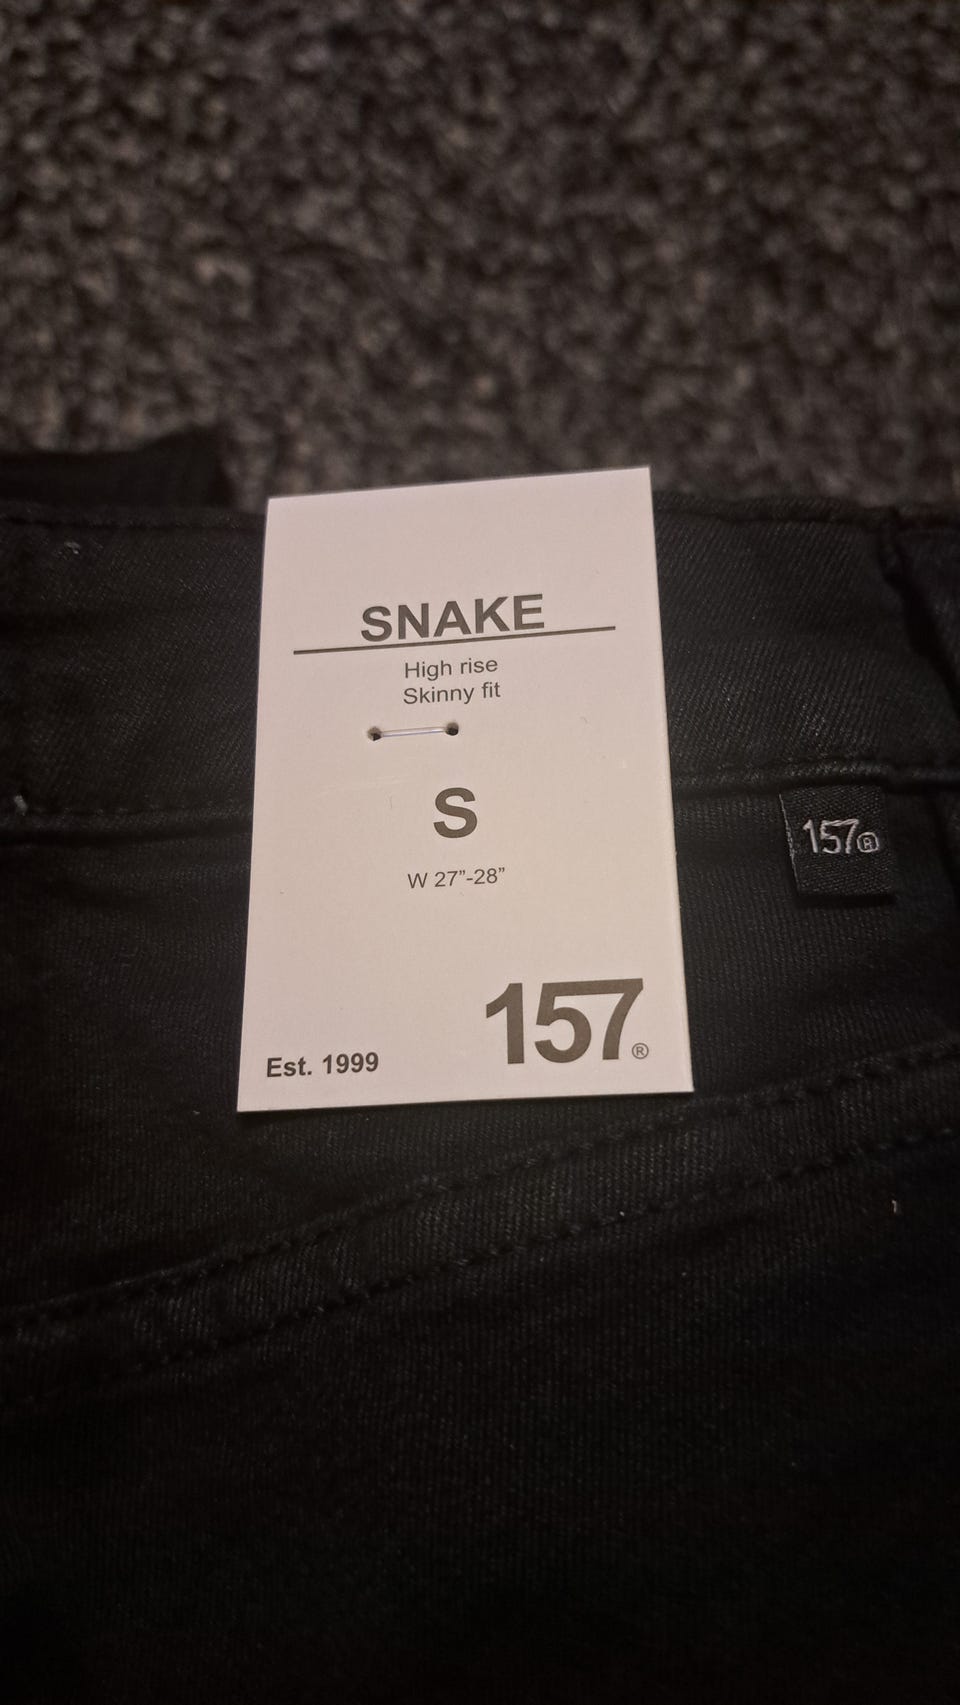 SNAKE
High rise
Skinny fit
S
W 27”-28”
157®
Est. 1999
157®